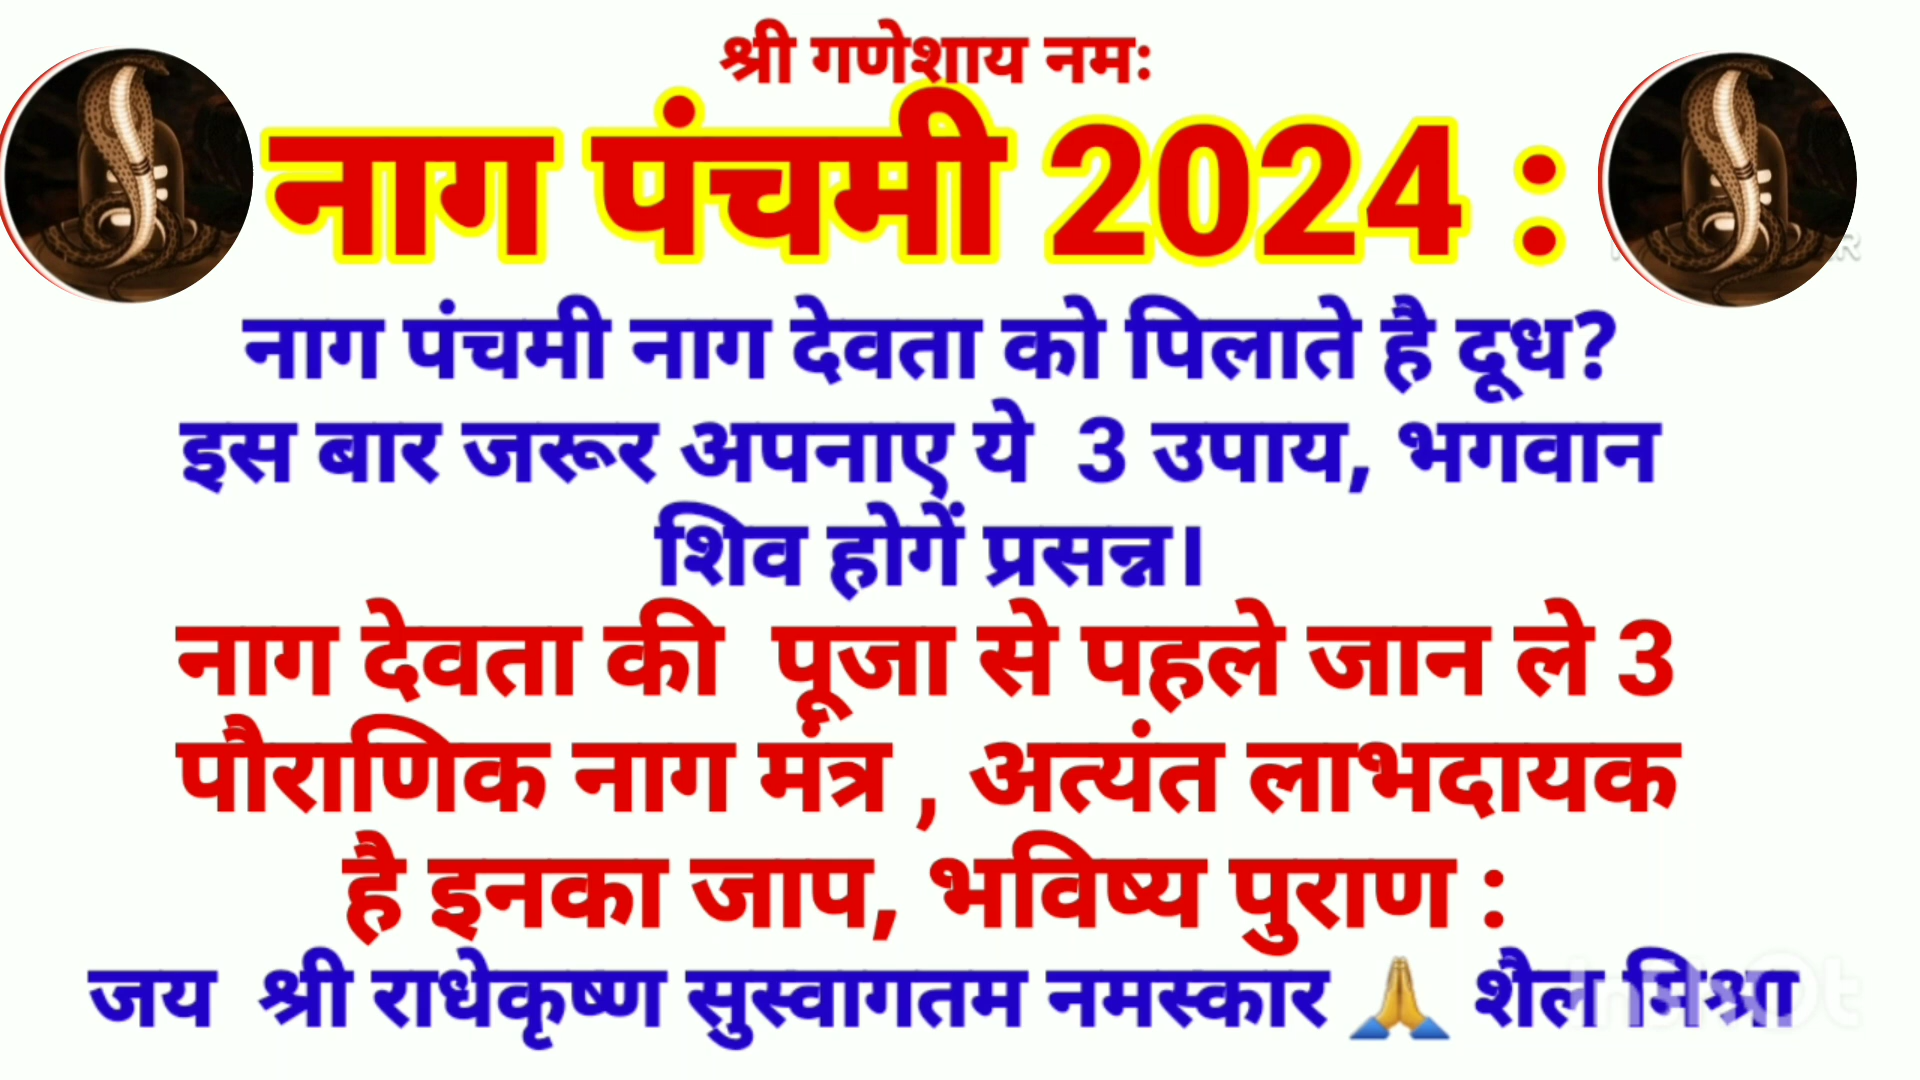 श्री गणेशाय नमः
नाग पंचमी 2024 :
नाग पंचमी नाग देवता को पिलाते है दूध?
इस बार जरूर अपनाए ये 3 उपाय, भगवान
शिव होगें प्रसन्न।
नाग देवता की पूजा से पहले जान ले 3
पौराणिक नाग मंत्र , अत्यंत लाभदायक
है इनका जाप, भविष्य पुराण :
जय श्री राधेकृष्ण सुस्वागतम नमस्कार 🙏 शैल मिश्रा
InShOt